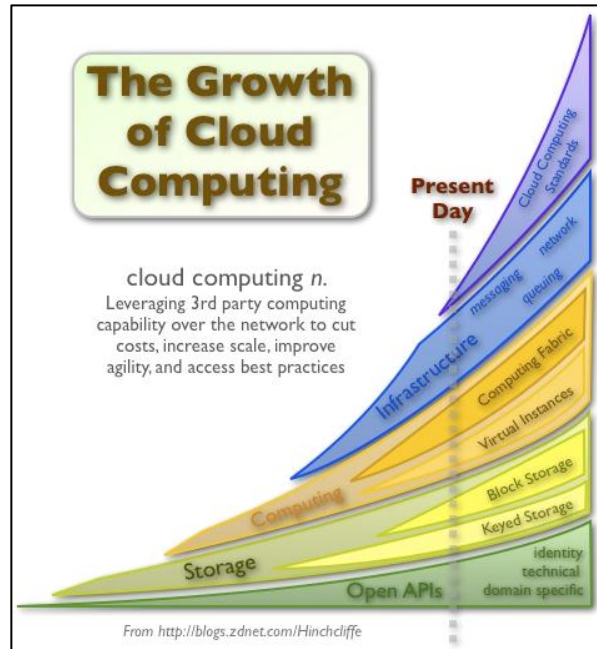 The Growth
of Cloud
Computing
Present
Day
cloud computing n.
Leveraging 3rd party computing
capability over the network to cut
costs, increase scale, improve
agility, and access best practices
Cloud Computing
Standards
Infrastructure
messaging
network
queuing
Computing
Computing Fabric
Virtual Instances
Storage
Block Storage
Keyed Storage
Open APIs
identity
technical
domain specific
From http://blogs.zdnet.com/Hinchcliffe